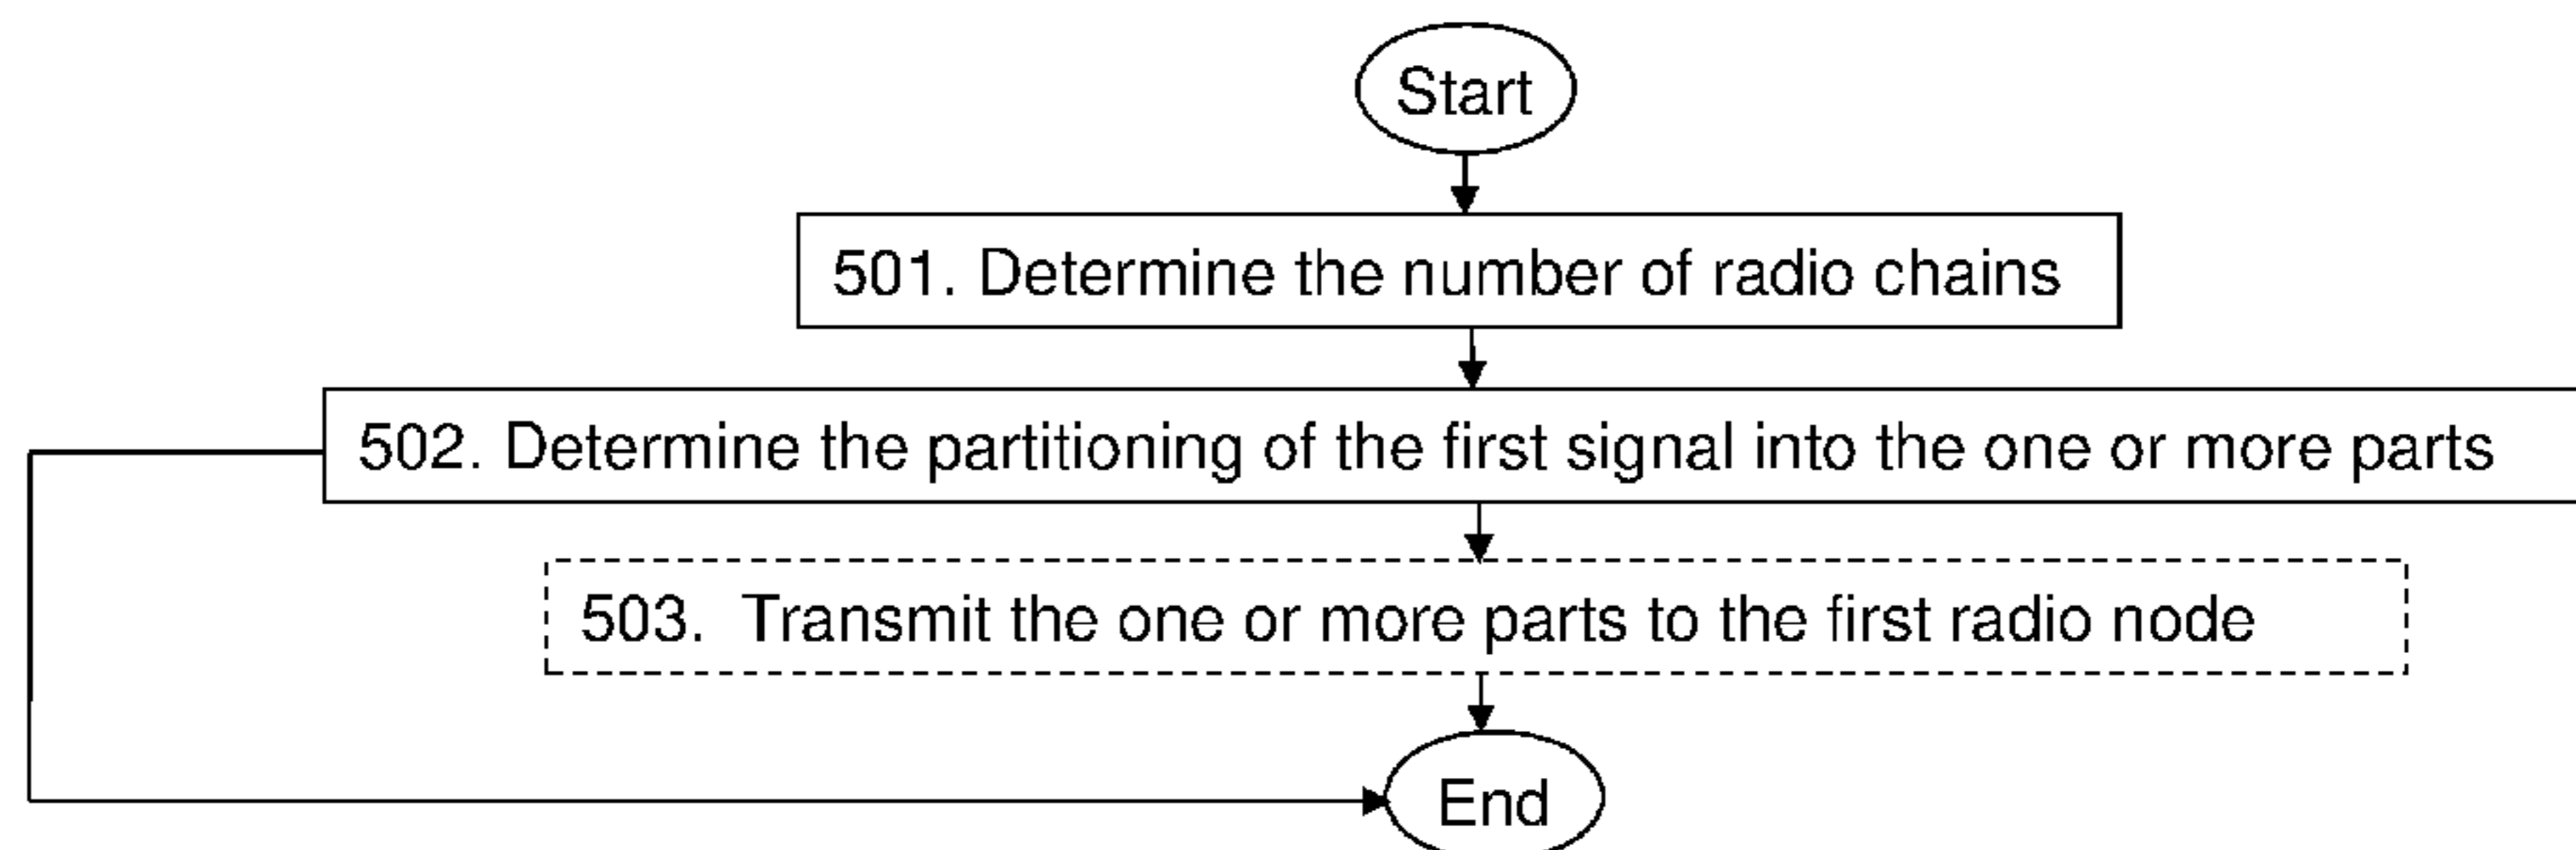 Start
501. Determine the number of radio chains
502. Determine the partitioning of the first signal into the one or more parts
503. Transmit the one or more parts to the first radio node
End